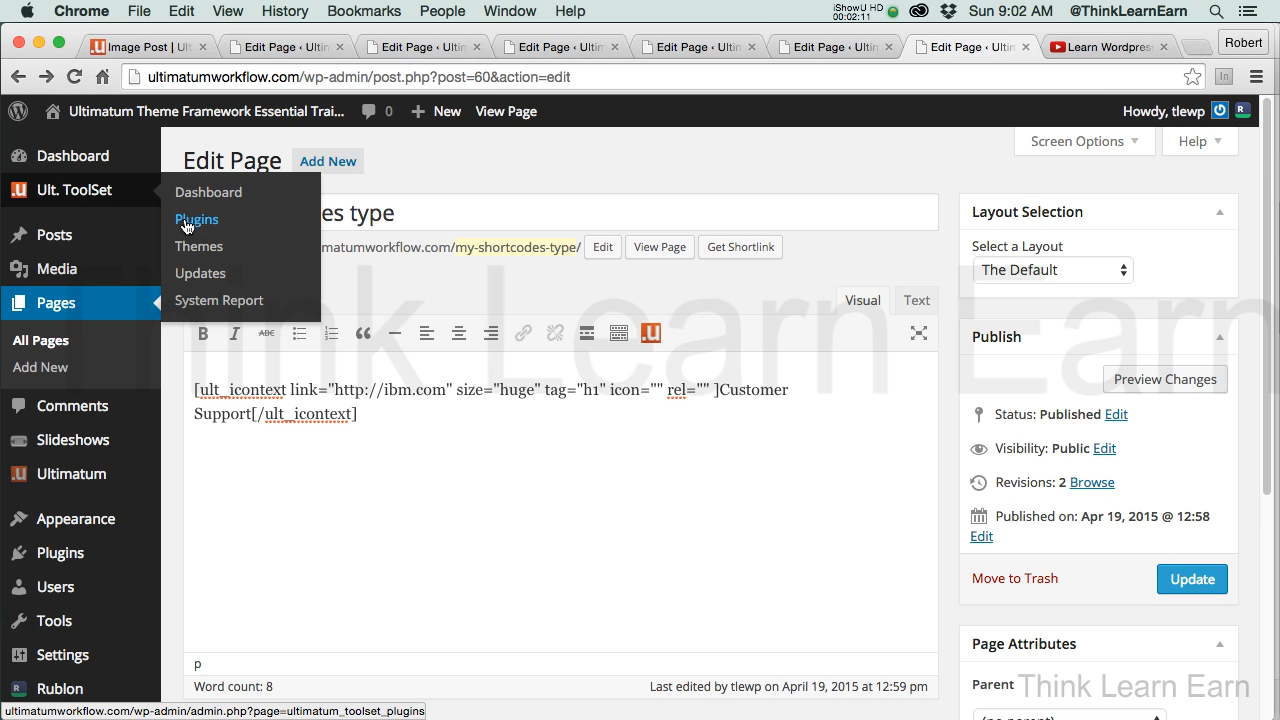 Chrome File Edit View History Bookmarks People Window Help iShowU HD 00:02:11 Sun 9:02 AM @ThinkLearnEarn
Image Post | Ult Edit Page ‹ Ultin Edit Page ‹ Ultin Edit Page ‹ Ultin Edit Page ‹ Ultin Edit Page ‹ Ultin Edit Page ‹ Ultin Learn Wordpres Robert
ultimatumworkflow.com/wp-admin/post.php?post=60&action=edit In
Ultimatum Theme Framework Essential Trai... 0 New View Page Howdy, tlewp R
Screen Options Help
Dashboard
Edit Page Add New
Ult. ToolSet
Dashboard
Plugins
Themes
Updates
System Report
es type
matumworkflow.com/my-shortcodes-type/ Edit View Page Get Shortlink
Visual Text
B I ABC
[ult_icontext link="http://ibm.com" size="huge" tag="h1" icon="" rel="" ]Customer
Support[/ult_icontext]
p
Word count: 8 Last edited by tlewp on April 19, 2015 at 12:59 pm
Posts
Media
Pages
All Pages
Add New
Comments
Slideshows
Ultimatum
Appearance
Plugins
Users
Tools
Settings
Rublon
Layout Selection
Select a Layout
The Default
Publish
Preview Changes
Status: Published Edit
Visibility: Public Edit
Revisions: 2 Browse
Published on: Apr 19, 2015 @ 12:58
Edit
Move to Trash Update
Page Attributes
Parent
(no parent)
Think Learn Earn
Think Learn Earn
ultimatumworkflow.com/wp-admin/admin.php?page=ultimatum_toolset_plugins